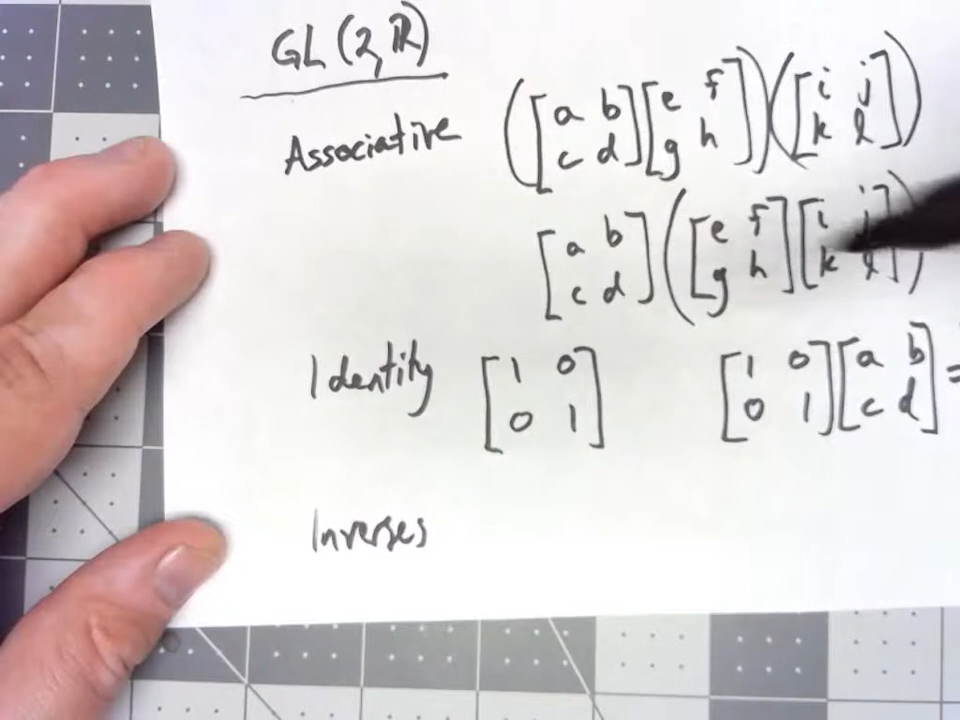 GL(2,ℝ)
Associative ([a b c d][e f g h])([i j k l])
[a b c d]([e f g h][i j k l])
Identity [1 0 0 1] [1 0 0 1][a b c d] =
Inverses